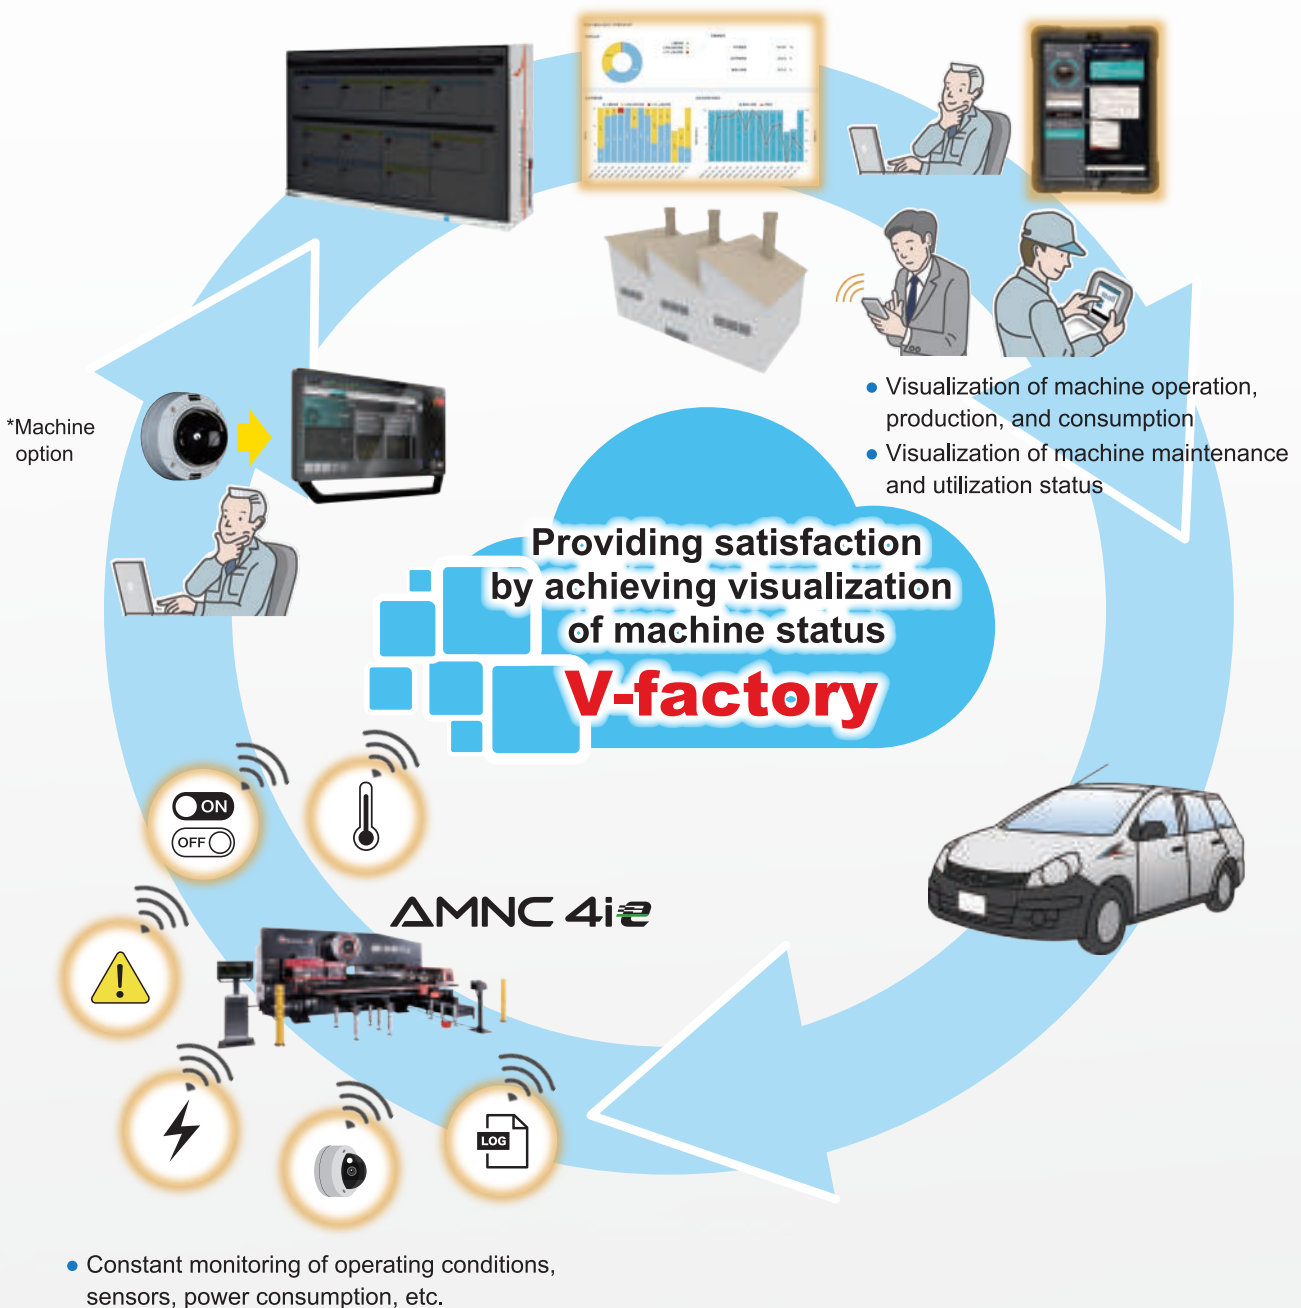 ● Visualization of machine operation,
production, and consumption
● Visualization of machine maintenance
and utilization status
*Machine
option
Providing satisfaction
by achieving visualization
of machine status
V-factory
ON
OFF
AMNC 4ie
LOG
● Constant monitoring of operating conditions,
sensors, power consumption, etc.